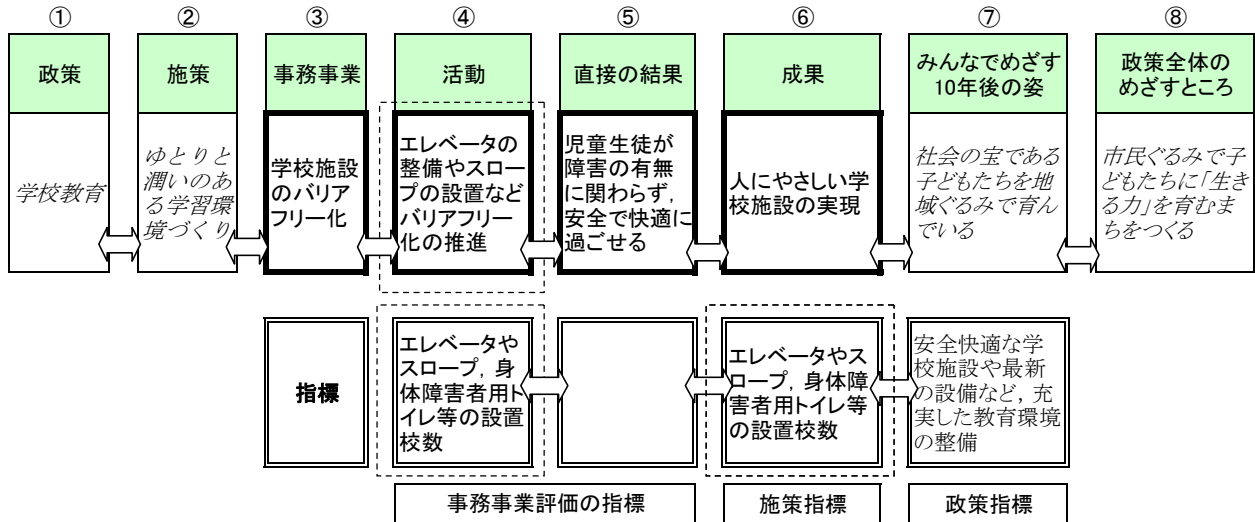 ①
②
③
④
⑤
⑥
⑦
⑧
政策
施策
事務事業
活動
直接の結果
成果
みんなでめざす
10年後の姿
政策全体の
めざすところ
学校教育
ゆとりと
潤いのあ
る学習環
境づくり
学校施設
のバリア
フリー化
エレベータの
整備やスロー
プの設置など
バリアフリー
化の推進
児童生徒が
障害の有無
に関わらず，
安全で快適に
過ごせる
人にやさしい学
校施設の実現
社会の宝である
子どもたちを地
域ぐるみで育ん
でいる
市民ぐるみで子
どもたちに「生き
る力」を育むま
ちをつくる
指標
エレベータや
スロープ，身
体障害者用ト
イレ等の設置
校数
エレベータやス
ロープ，身体障
害者用トイレ等
の設置校数
安全快適な学
校施設や最新
の設備など，充
実した教育環境
の整備
事務事業評価の指標
施策指標
政策指標